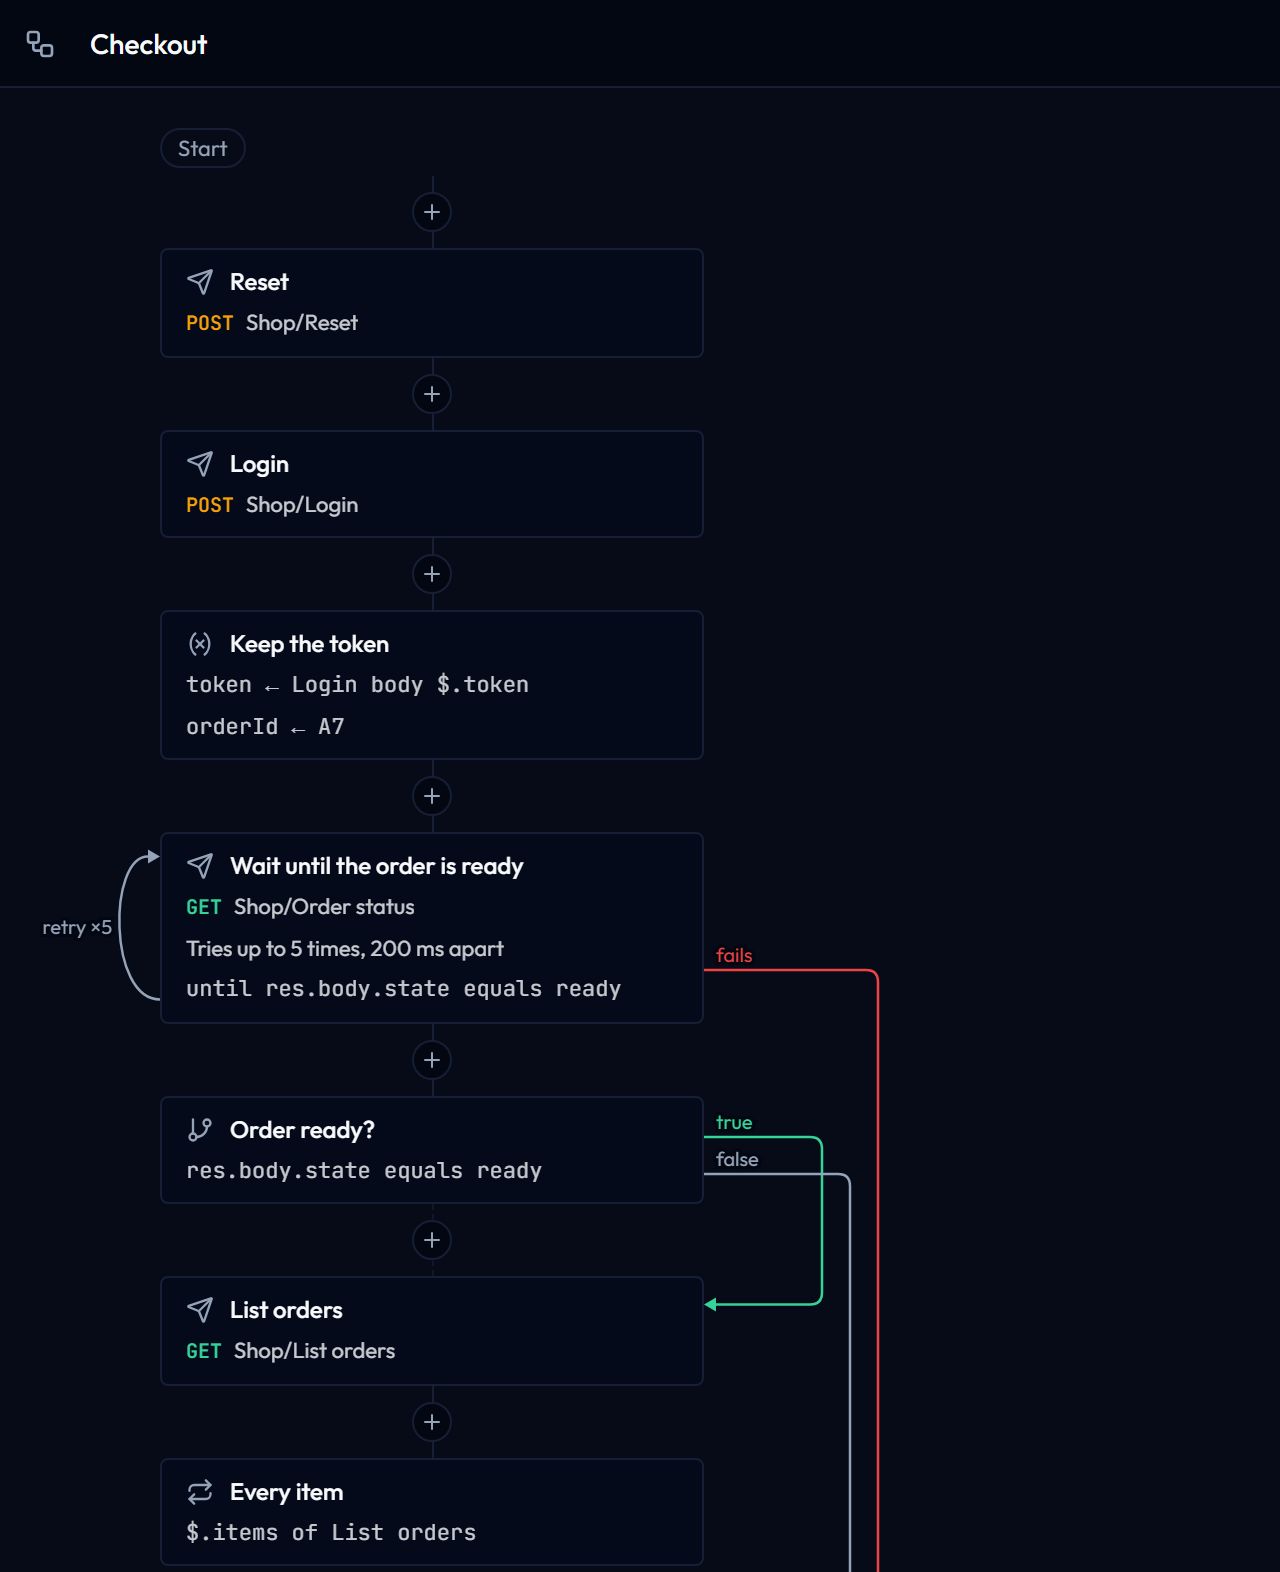 Checkout
Start
Reset
POST Shop/Reset
Login
POST Shop/Login
Keep the token
token ← Login body $.token
orderId ← A7
Wait until the order is ready
GET Shop/Order status
retry ×5
Tries up to 5 times, 200 ms apart
fails
until res.body.state equals ready
Order ready?
true
false
res.body.state equals ready
List orders
GET Shop/List orders
Every item
$.items of List orders